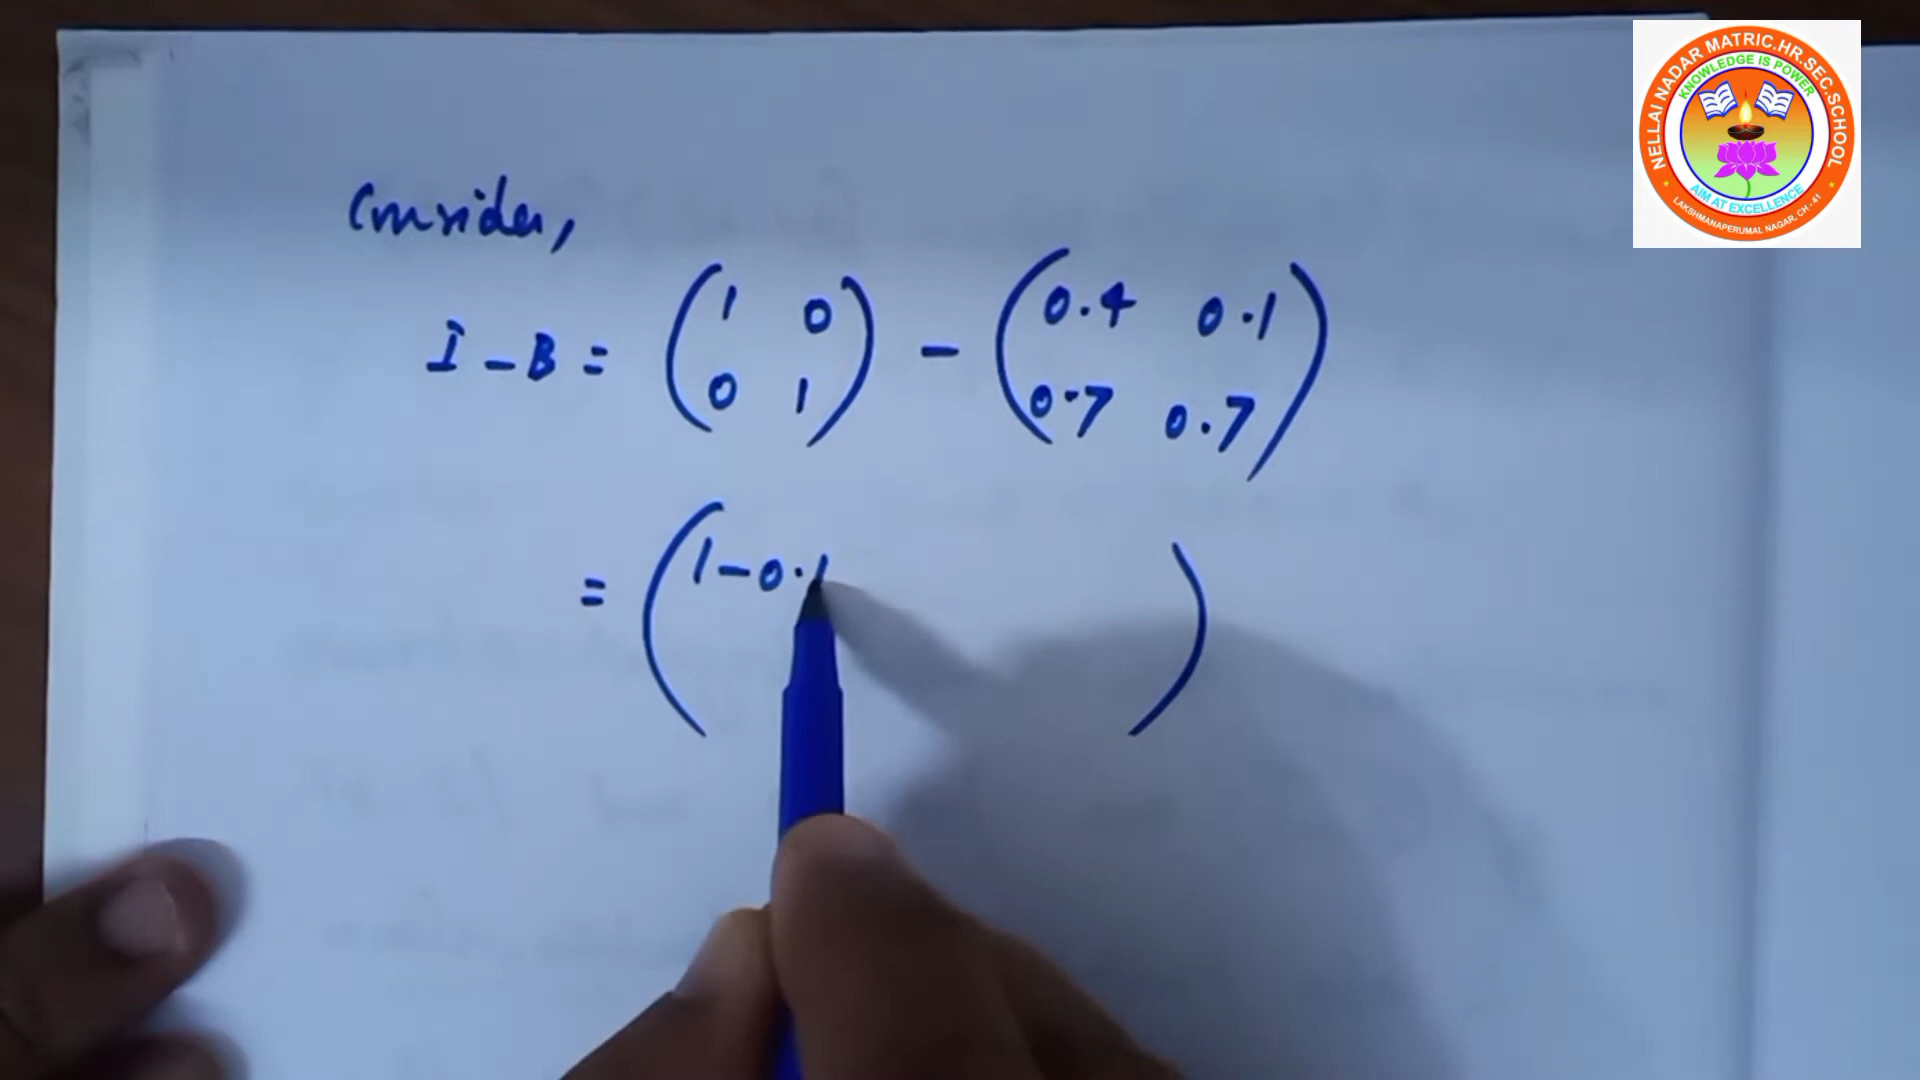 NELLAI NADAR MATRIC.HR.SEC.SCHOOL
KNOWLEDGE IS POWER
AIM AT EXCELLENCE
LAKSHMANAPERUMAL NAGAR, CH - 41
Consider,
I - B = ( 1 0 ) - ( 0.4 0.1 )
( 0 1 ) ( 0.7 0.7 )
= ( 1 - 0.1 )